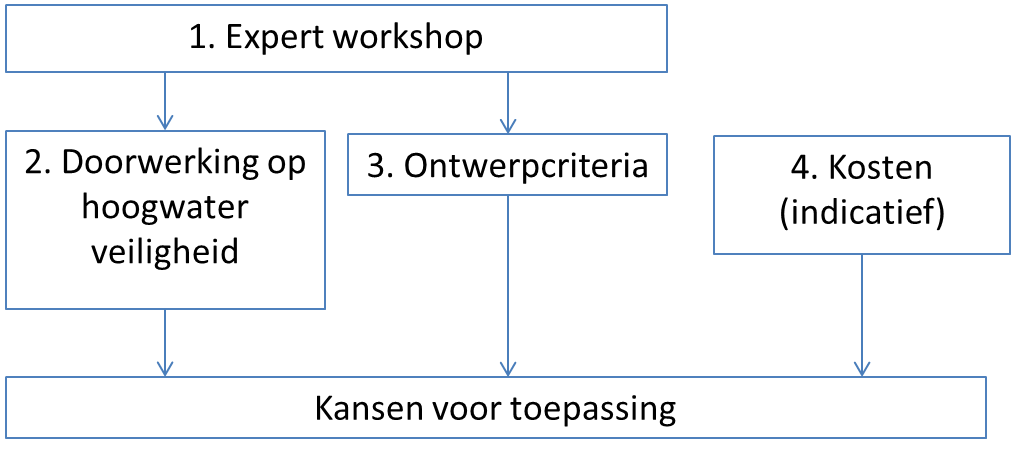 1. Expert workshop
2. Doorwerking op
hoogwater
veiligheid
3. Ontwerpcriteria
4. Kosten
(indicatief)
Kansen voor toepassing